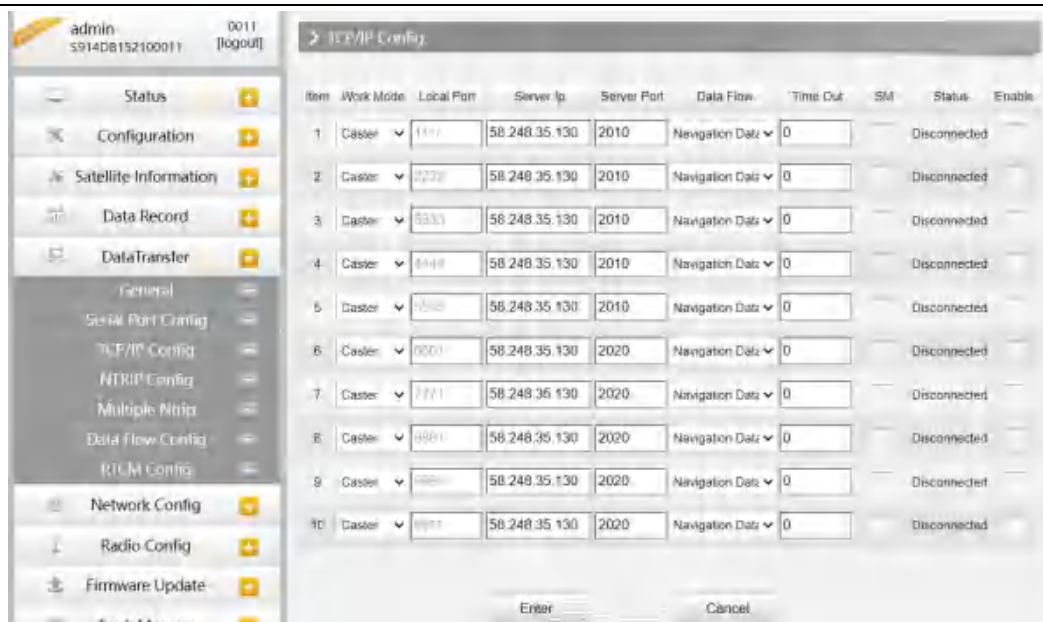 admin 0011
S914D8152100011 [logout]
Status
Configuration
Satellite Information
Data Record
DataTransfer
General
Serial Port Config
TCP/IP Config
NTRIP Config
Multiple Ntrip
Data Flow Config
RTCM Config
Network Config
Radio Config
Firmware Update
TCP/IP Config
Item Work Mode Local Port Server Ip Server Port Data Flow Time Out SM Status Enable
1 Caster 58.248.35.130 2010 Navigation Data 0 Disconnected
2 Caster 58.248.35.130 2010 Navigation Data 0 Disconnected
3 Caster 58.248.35.130 2010 Navigation Data 0 Disconnected
4 Caster 58.248.35.130 2010 Navigation Data 0 Disconnected
5 Caster 58.248.35.130 2010 Navigation Data 0 Disconnected
6 Caster 58.248.35.130 2020 Navigation Data 0 Disconnected
7 Caster 58.248.35.130 2020 Navigation Data 0 Disconnected
8 Caster 58.248.35.130 2020 Navigation Data 0 Disconnected
9 Caster 58.248.35.130 2020 Navigation Data 0 Disconnected
10 Caster 58.248.35.130 2020 Navigation Data 0 Disconnected
Enter Cancel